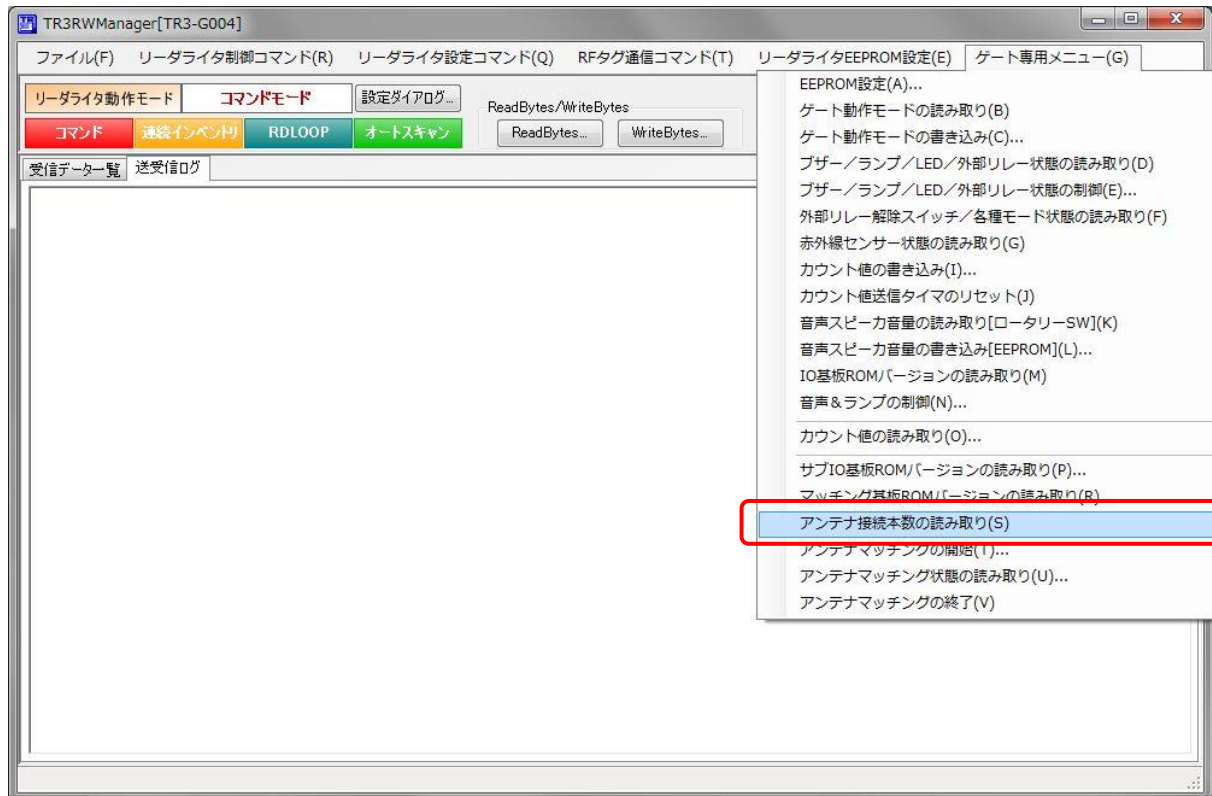 TR3RWManager[TR3-G004]
ファイル(F) リーダライタ制御コマンド(R) リーダライタ設定コマンド(Q) RFタグ通信コマンド(T) リーダライタEEPROM設定(E) ゲート専用メニュー(G)
リーダライタ動作モード コマンドモード 設定ダイアログ...
ReadBytes/WriteBytes
コマンド 連続インベントリ RDLOOP オートスキャン ReadBytes... WriteBytes...
受信データ一覧 送受信ログ
EEPROM設定(A)...
ゲート動作モードの読み取り(B)
ゲート動作モードの書き込み(C)...
ブザー/ランプ/LED/外部リレー状態の読み取り(D)
ブザー/ランプ/LED/外部リレー状態の制御(E)...
外部リレー解除スイッチ/各種モード状態の読み取り(F)
赤外線センサー状態の読み取り(G)
カウント値の書き込み(I)...
カウント値送信タイマのリセット(J)
音声スピーカ音量の読み取り[ロータリーSW](K)
音声スピーカ音量の書き込み[EEPROM](L)...
IO基板ROMバージョンの読み取り(M)
音声＆ランプの制御(N)...
カウント値の読み取り(O)...
サブIO基板ROMバージョンの読み取り(P)...
マッチング基板ROMバージョンの読み取り(R)
アンテナ接続本数の読み取り(S)
アンテナマッチングの開始(T)...
アンテナマッチング状態の読み取り(U)...
アンテナマッチングの終了(V)